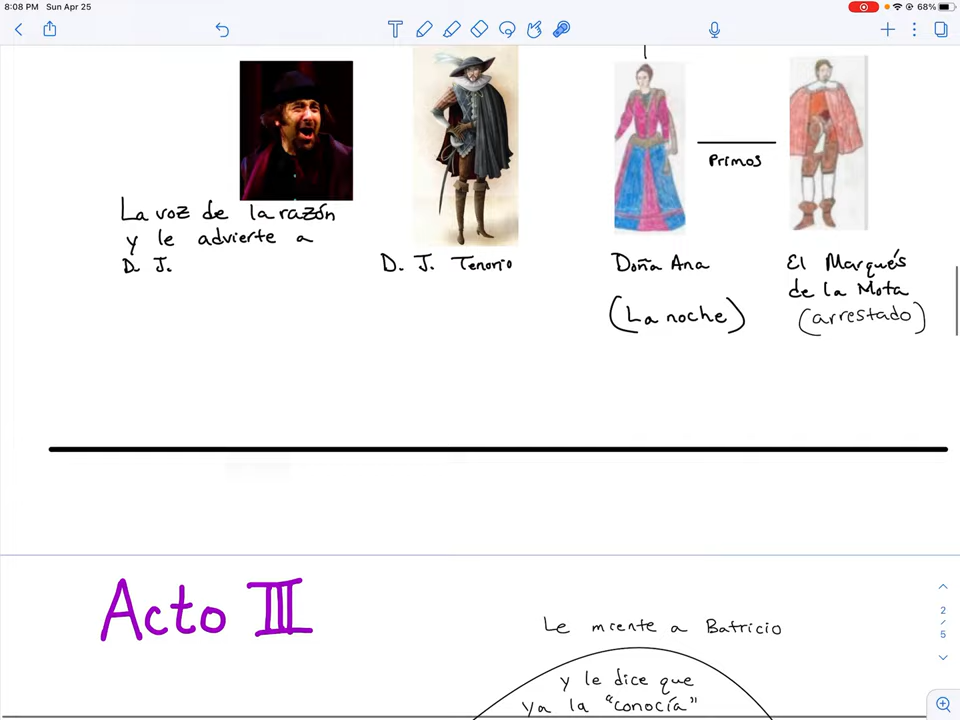 8:08 PM Sun Apr 25
68%
Primos
La voz de la razón
y le advierte a
D. J.
D. J. Tenorio
Doña Ana
(La noche)
El Marqués
de la Mota
(arrestado)
Acto III
Le miente a Batricio
y le dice que
ya la "conocía"
2
/
5